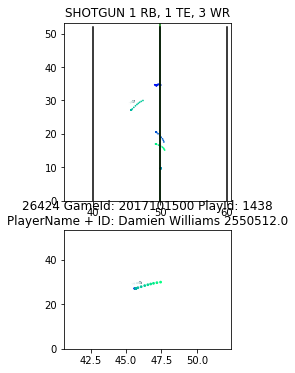 SHOTGUN 1 RB, 1 TE, 3 WR
50
40
30
20
10
0
40 50 60
26424 GameId: 2017101500 PlayId: 1438
PlayerName + ID: Damien Williams 2550512.0
40
20
0
42.5 45.0 47.5 50.0